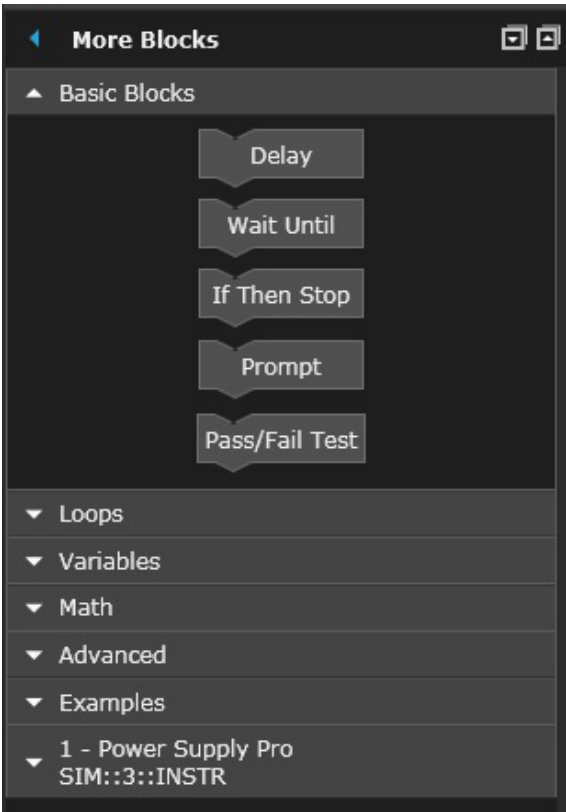 More Blocks
Basic Blocks
Delay
Wait Until
If Then Stop
Prompt
Pass/Fail Test
Loops
Variables
Math
Advanced
Examples
1 - Power Supply Pro
SIM::3::INSTR